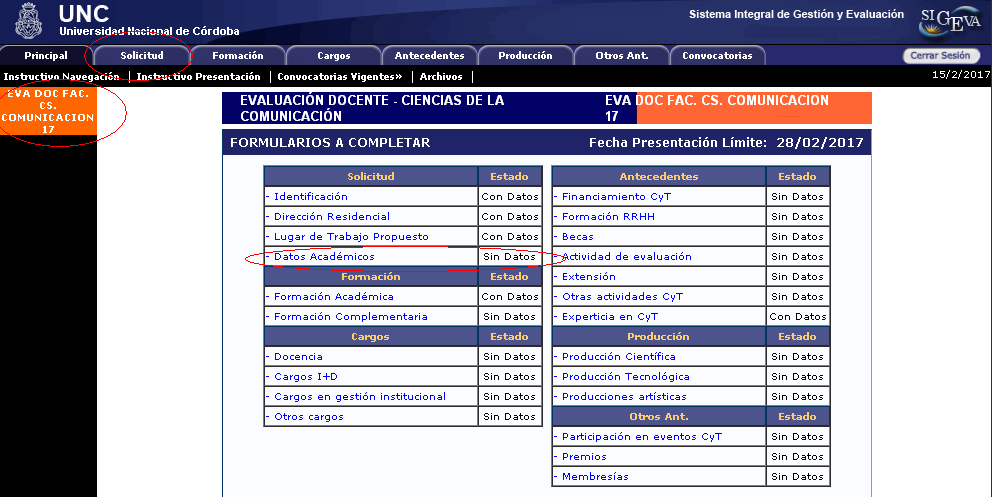 UNC
Universidad Nacional de Córdoba
Sistema Integral de Gestión y Evaluación
SIGEVA
Principal Solicitud Formación Cargos Antecedentes Producción Otros Ant. Convocatorias Cerrar Sesión
Instructivo Navegación | Instructivo Presentación | Convocatorias Vigentes» | Archivos | 15/2/2017
EVA DOC FAC.
CS.
COMUNICACION
17
EVALUACIÓN DOCENTE - CIENCIAS DE LA
COMUNICACIÓN
EVA DOC FAC. CS. COMUNICACION
17
FORMULARIOS A COMPLETAR Fecha Presentación Límite: 28/02/2017
Solicitud Estado
- Identificación Con Datos
- Dirección Residencial Con Datos
- Lugar de Trabajo Propuesto Con Datos
- Datos Académicos Sin Datos
Formación Estado
- Formación Académica Con Datos
- Formación Complementaria Sin Datos
Cargos Estado
- Docencia Sin Datos
- Cargos I+D Sin Datos
- Cargos en gestión institucional Sin Datos
- Otros cargos Sin Datos
Antecedentes Estado
- Financiamiento CyT Sin Datos
- Formación RRHH Sin Datos
- Becas Sin Datos
- Actividad de evaluación Sin Datos
- Extensión Sin Datos
- Otras actividades CyT Sin Datos
- Experticia en CyT Con Datos
Producción Estado
- Producción Científica Sin Datos
- Producción Tecnológica Sin Datos
- Producciones artísticas Sin Datos
Otros Ant. Estado
- Participación en eventos CyT Sin Datos
- Premios Sin Datos
- Membresías Sin Datos